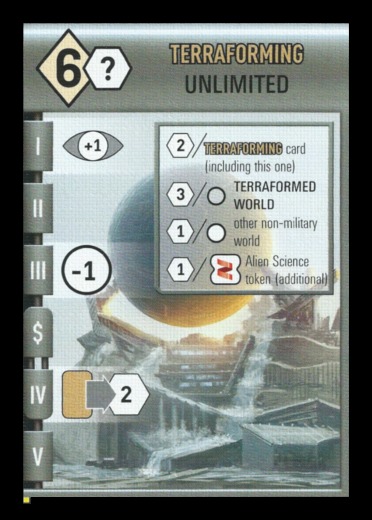 6 ?
TERRAFORMING
UNLIMITED
I +1
2/TERRAFORMING card
(including this one)
3/ TERRAFORMED
WORLD
1/ other non-military
world
1/ Alien Science
token (additional)
II
III -1
$
IV 2
V